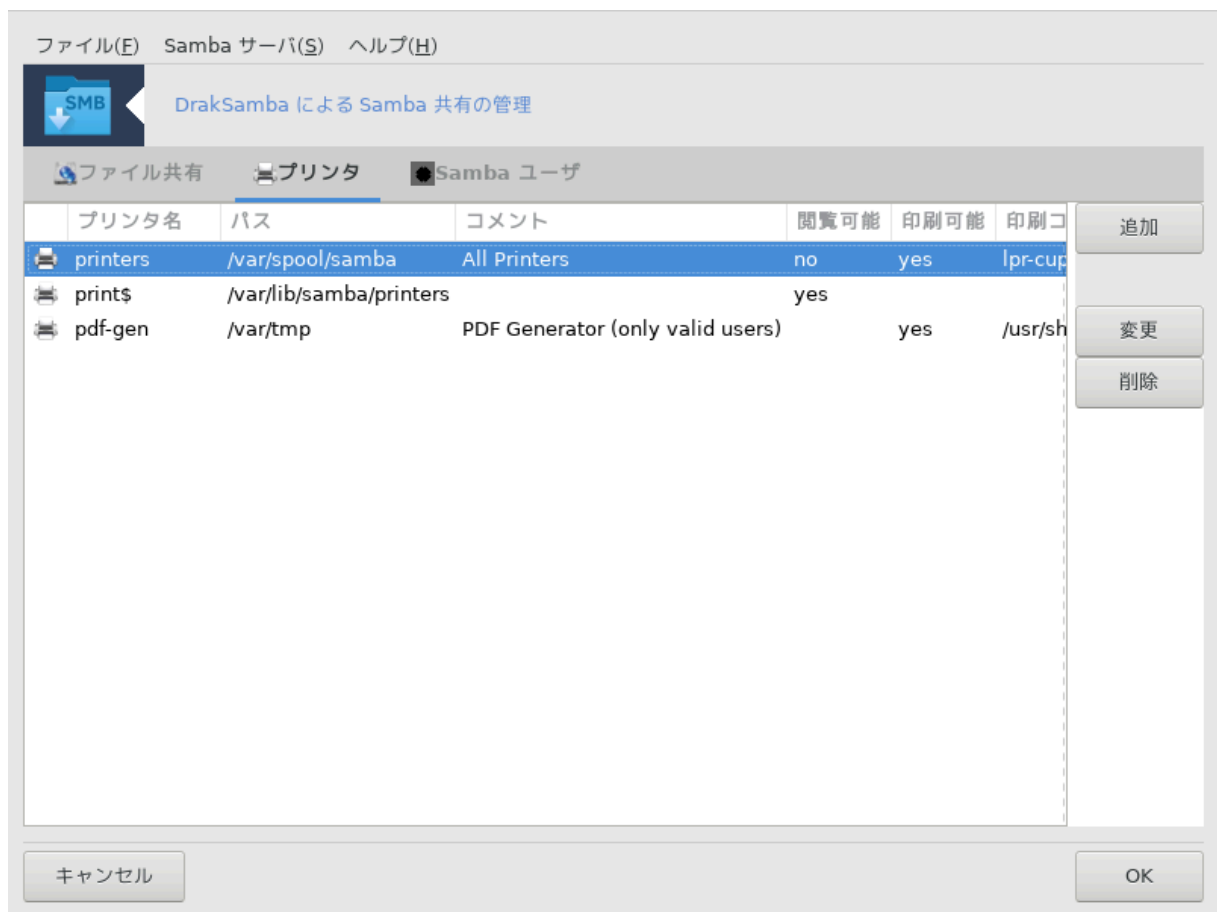 ファイル(F) Samba サーバ(S) ヘルプ(H)
SMB
DrakSamba による Samba 共有の管理
ファイル共有 プリンタ Samba ユーザ
プリンタ名 パス コメント 閲覧可能 印刷可能 印刷コ
追加
printers /var/spool/samba All Printers no yes lpr-cup
print$ /var/lib/samba/printers yes
pdf-gen /var/tmp PDF Generator (only valid users) yes /usr/sh
変更
削除
キャンセル OK